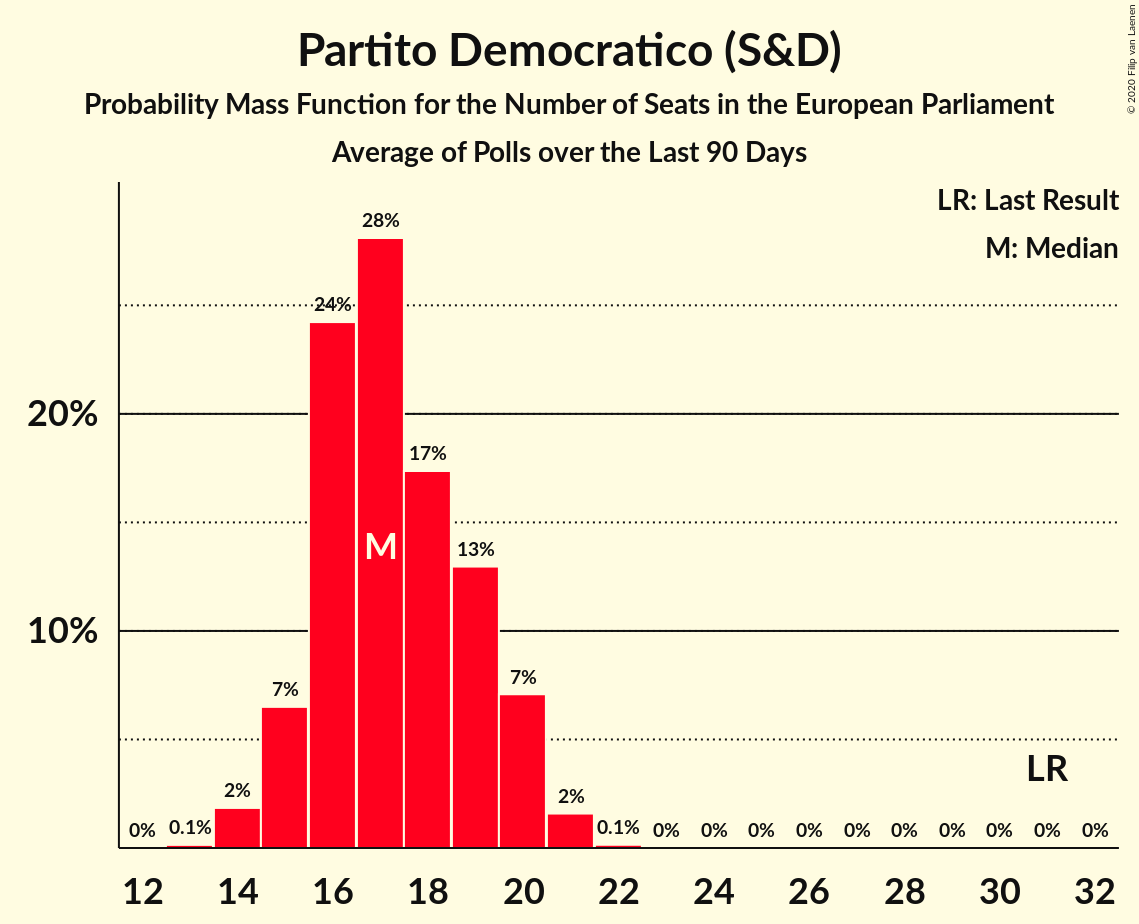 Partito Democratico (S&D)
Probability Mass Function for the Number of Seats in the European Parliament
Average of Polls over the Last 90 Days
© 2020 Filip van Laenen
LR: Last Result
M: Median
20%
10%
0%
0.1%
2%
7%
24%
28%
17%
13%
7%
2%
0.1%
0%
0%
0%
0%
0%
0%
0%
0%
0%
0%
M
LR
12 14 16 18 20 22 24 26 28 30 32